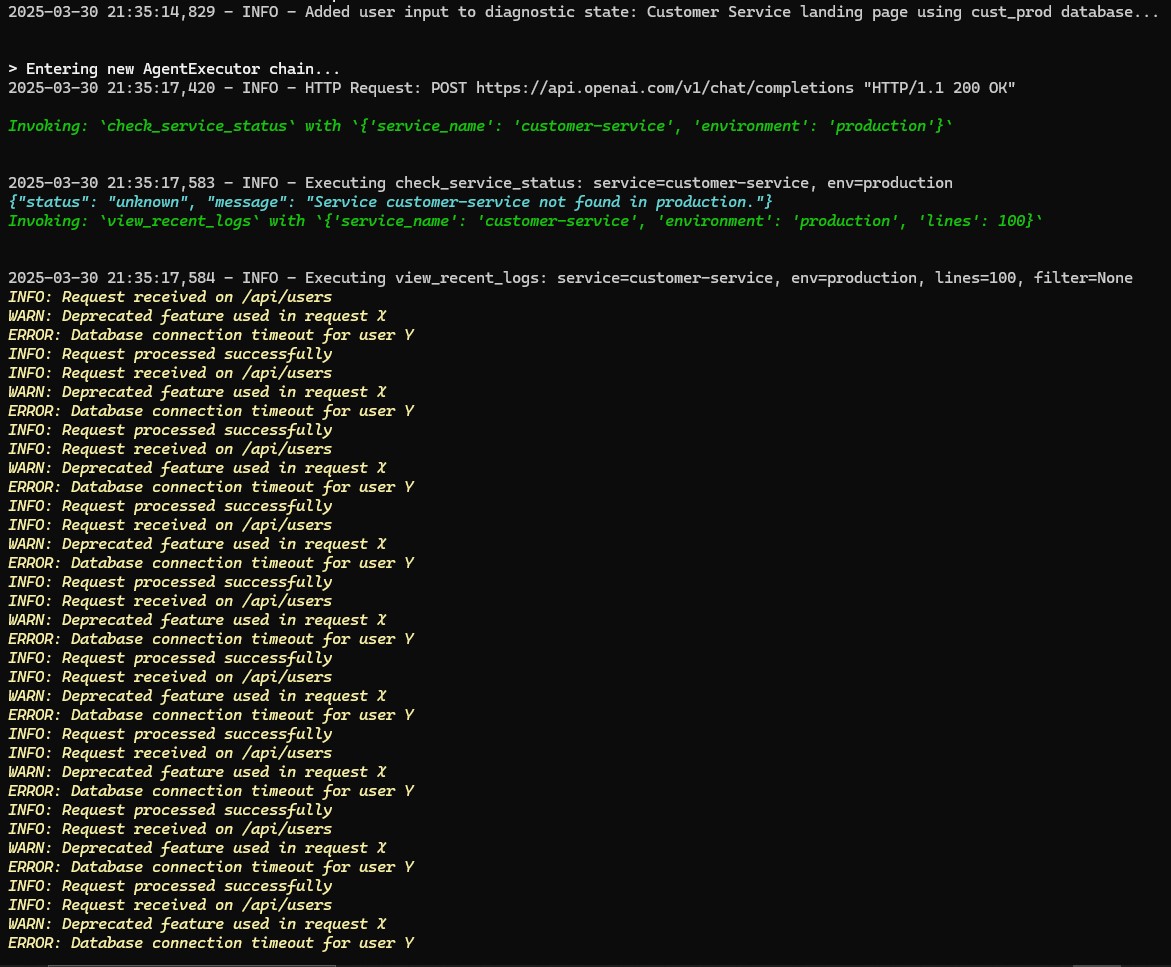 2025-03-30 21:35:14,829 - INFO - Added user input to diagnostic state: Customer Service landing page using cust_prod database...
> Entering new AgentExecutor chain...
2025-03-30 21:35:17,420 - INFO - HTTP Request: POST https://api.openai.com/v1/chat/completions "HTTP/1.1 200 OK"
Invoking: `check_service_status` with `{'service_name': 'customer-service', 'environment': 'production'}`
2025-03-30 21:35:17,583 - INFO - Executing check_service_status: service=customer-service, env=production
{"status": "unknown", "message": "Service customer-service not found in production."}
Invoking: `view_recent_logs` with `{'service_name': 'customer-service', 'environment': 'production', 'lines': 100}`
2025-03-30 21:35:17,584 - INFO - Executing view_recent_logs: service=customer-service, env=production, lines=100, filter=None
INFO: Request received on /api/users
WARN: Deprecated feature used in request X
ERROR: Database connection timeout for user Y
INFO: Request processed successfully
INFO: Request received on /api/users
WARN: Deprecated feature used in request X
ERROR: Database connection timeout for user Y
INFO: Request processed successfully
INFO: Request received on /api/users
WARN: Deprecated feature used in request X
ERROR: Database connection timeout for user Y
INFO: Request processed successfully
INFO: Request received on /api/users
WARN: Deprecated feature used in request X
ERROR: Database connection timeout for user Y
INFO: Request processed successfully
INFO: Request received on /api/users
WARN: Deprecated feature used in request X
ERROR: Database connection timeout for user Y
INFO: Request processed successfully
INFO: Request received on /api/users
WARN: Deprecated feature used in request X
ERROR: Database connection timeout for user Y
INFO: Request processed successfully
INFO: Request received on /api/users
WARN: Deprecated feature used in request X
ERROR: Database connection timeout for user Y
INFO: Request processed successfully
INFO: Request received on /api/users
WARN: Deprecated feature used in request X
ERROR: Database connection timeout for user Y
INFO: Request processed successfully
INFO: Request received on /api/users
WARN: Deprecated feature used in request X
ERROR: Database connection timeout for user Y